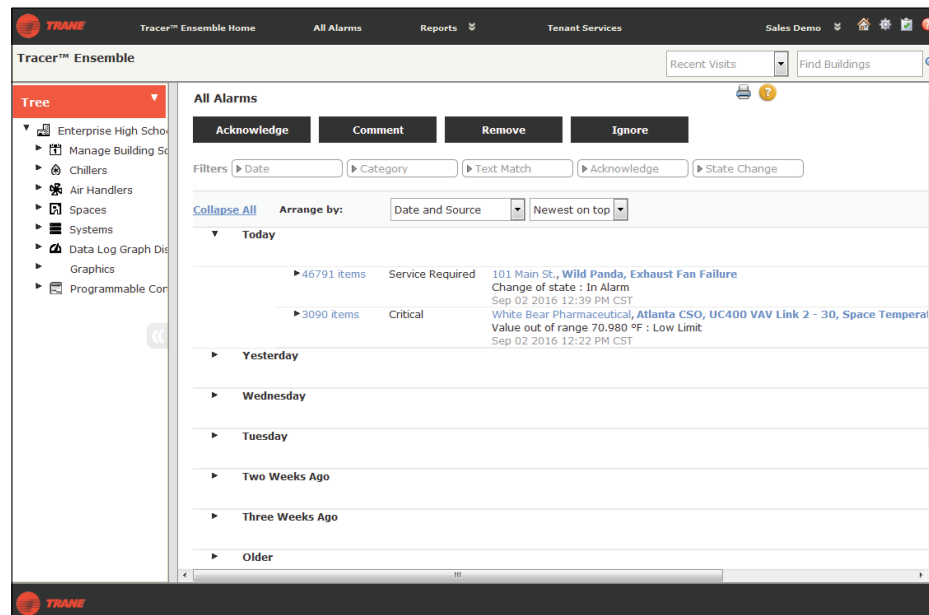 TRANE Tracer™ Ensemble Home All Alarms Reports Tenant Services Sales Demo
Tracer™ Ensemble Recent Visits Find Buildings
Tree
Enterprise High Schoo
Manage Building Sc
Chillers
Air Handlers
Spaces
Systems
Data Log Graph Dis
Graphics
Programmable Con
All Alarms
Acknowledge Comment Remove Ignore
Filters Date Category Text Match Acknowledge State Change
Collapse All Arrange by: Date and Source Newest on top
Today
46791 items Service Required 101 Main St., Wild Panda, Exhaust Fan Failure
Change of state : In Alarm
Sep 02 2016 12:39 PM CST
3090 items Critical White Bear Pharmaceutical, Atlanta CSO, UC400 VAV Link 2 - 30, Space Temperat
Value out of range 70.980 °F : Low Limit
Sep 02 2016 12:22 PM CST
Yesterday
Wednesday
Tuesday
Two Weeks Ago
Three Weeks Ago
Older
TRANE